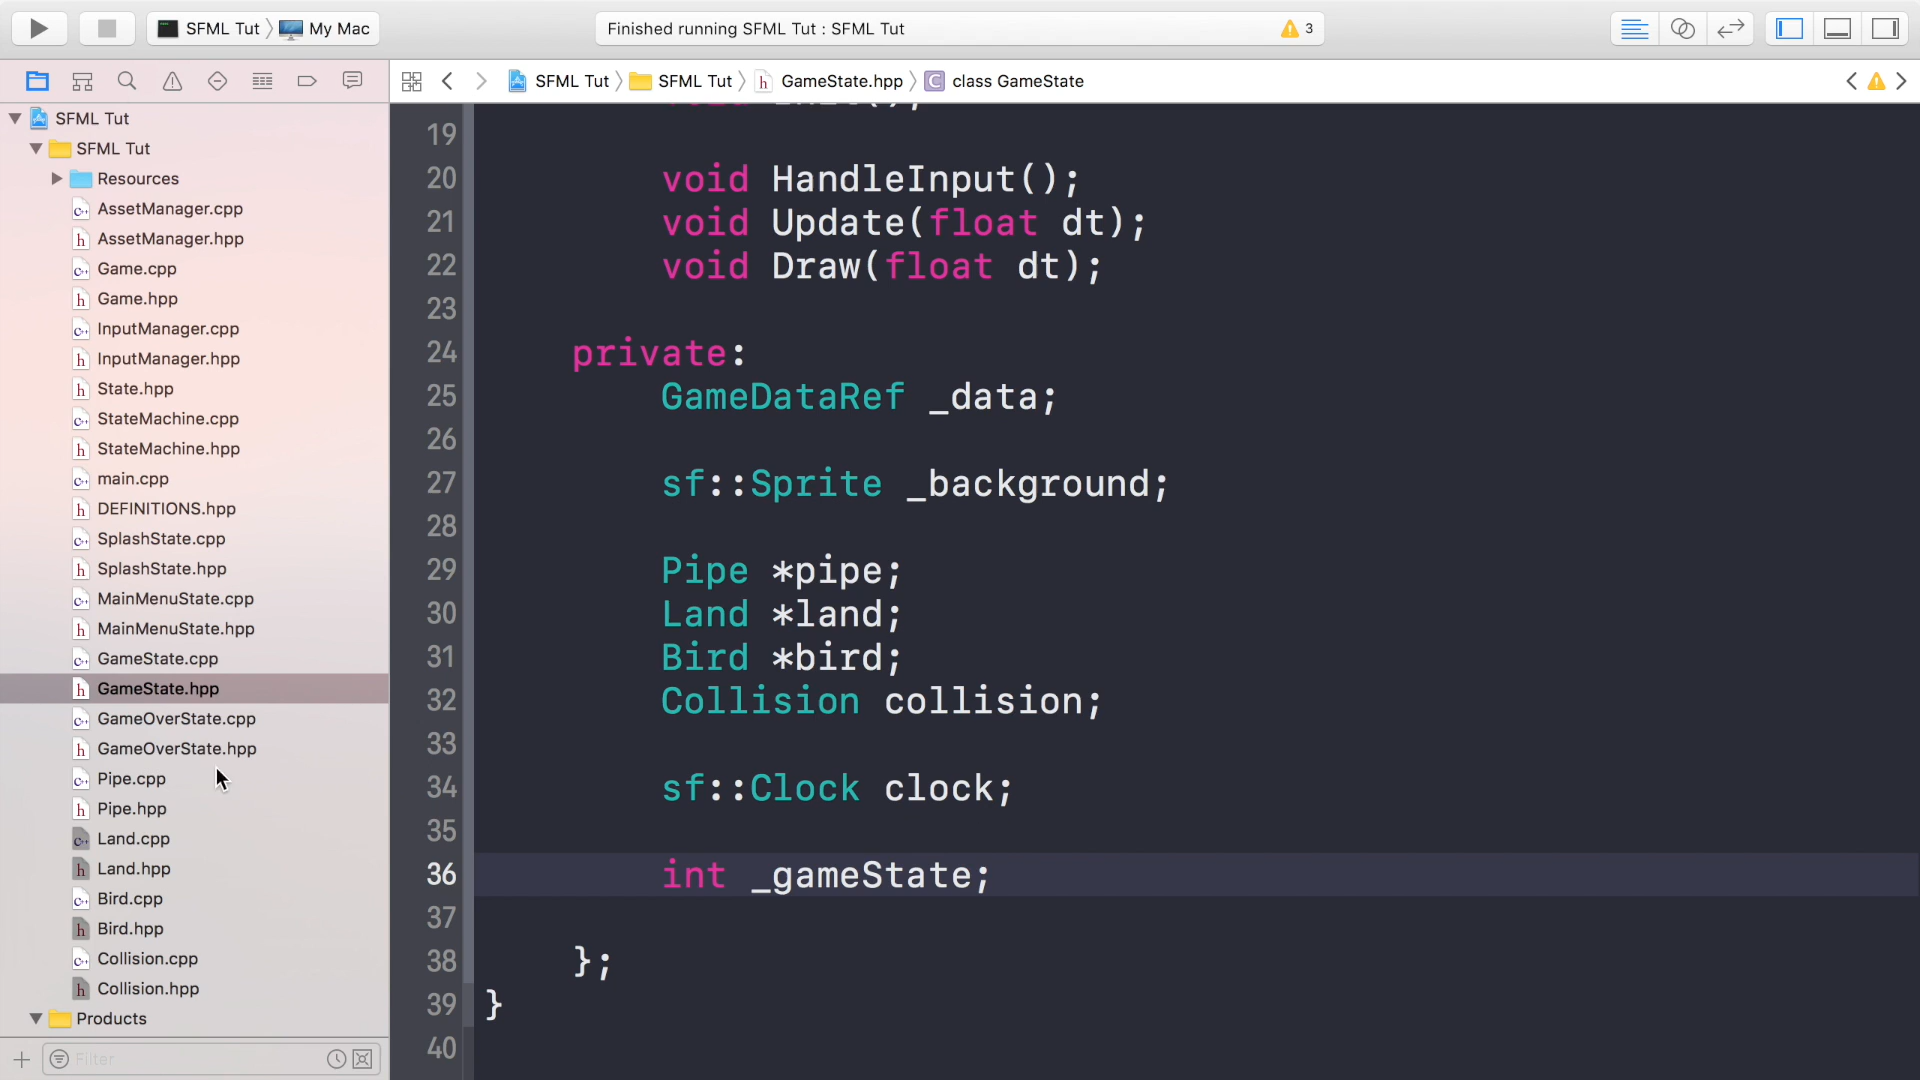 SFML Tut My Mac
Finished running SFML Tut : SFML Tut
3
SFML Tut SFML Tut GameState.hpp class GameState
SFML Tut
SFML Tut
Resources
AssetManager.cpp
AssetManager.hpp
Game.cpp
Game.hpp
InputManager.cpp
InputManager.hpp
State.hpp
StateMachine.cpp
StateMachine.hpp
main.cpp
DEFINITIONS.hpp
SplashState.cpp
SplashState.hpp
MainMenuState.cpp
MainMenuState.hpp
GameState.cpp
GameState.hpp
GameOverState.cpp
GameOverState.hpp
Pipe.cpp
Pipe.hpp
Land.cpp
Land.hpp
Bird.cpp
Bird.hpp
Collision.cpp
Collision.hpp
Products
Filter
19
20 void HandleInput();
21 void Update(float dt);
22 void Draw(float dt);
23
24 private:
25 GameDataRef _data;
26
27 sf::Sprite _background;
28
29 Pipe *pipe;
30 Land *land;
31 Bird *bird;
32 Collision collision;
33
34 sf::Clock clock;
35
36 int _gameState;
37
38 };
39 }
40